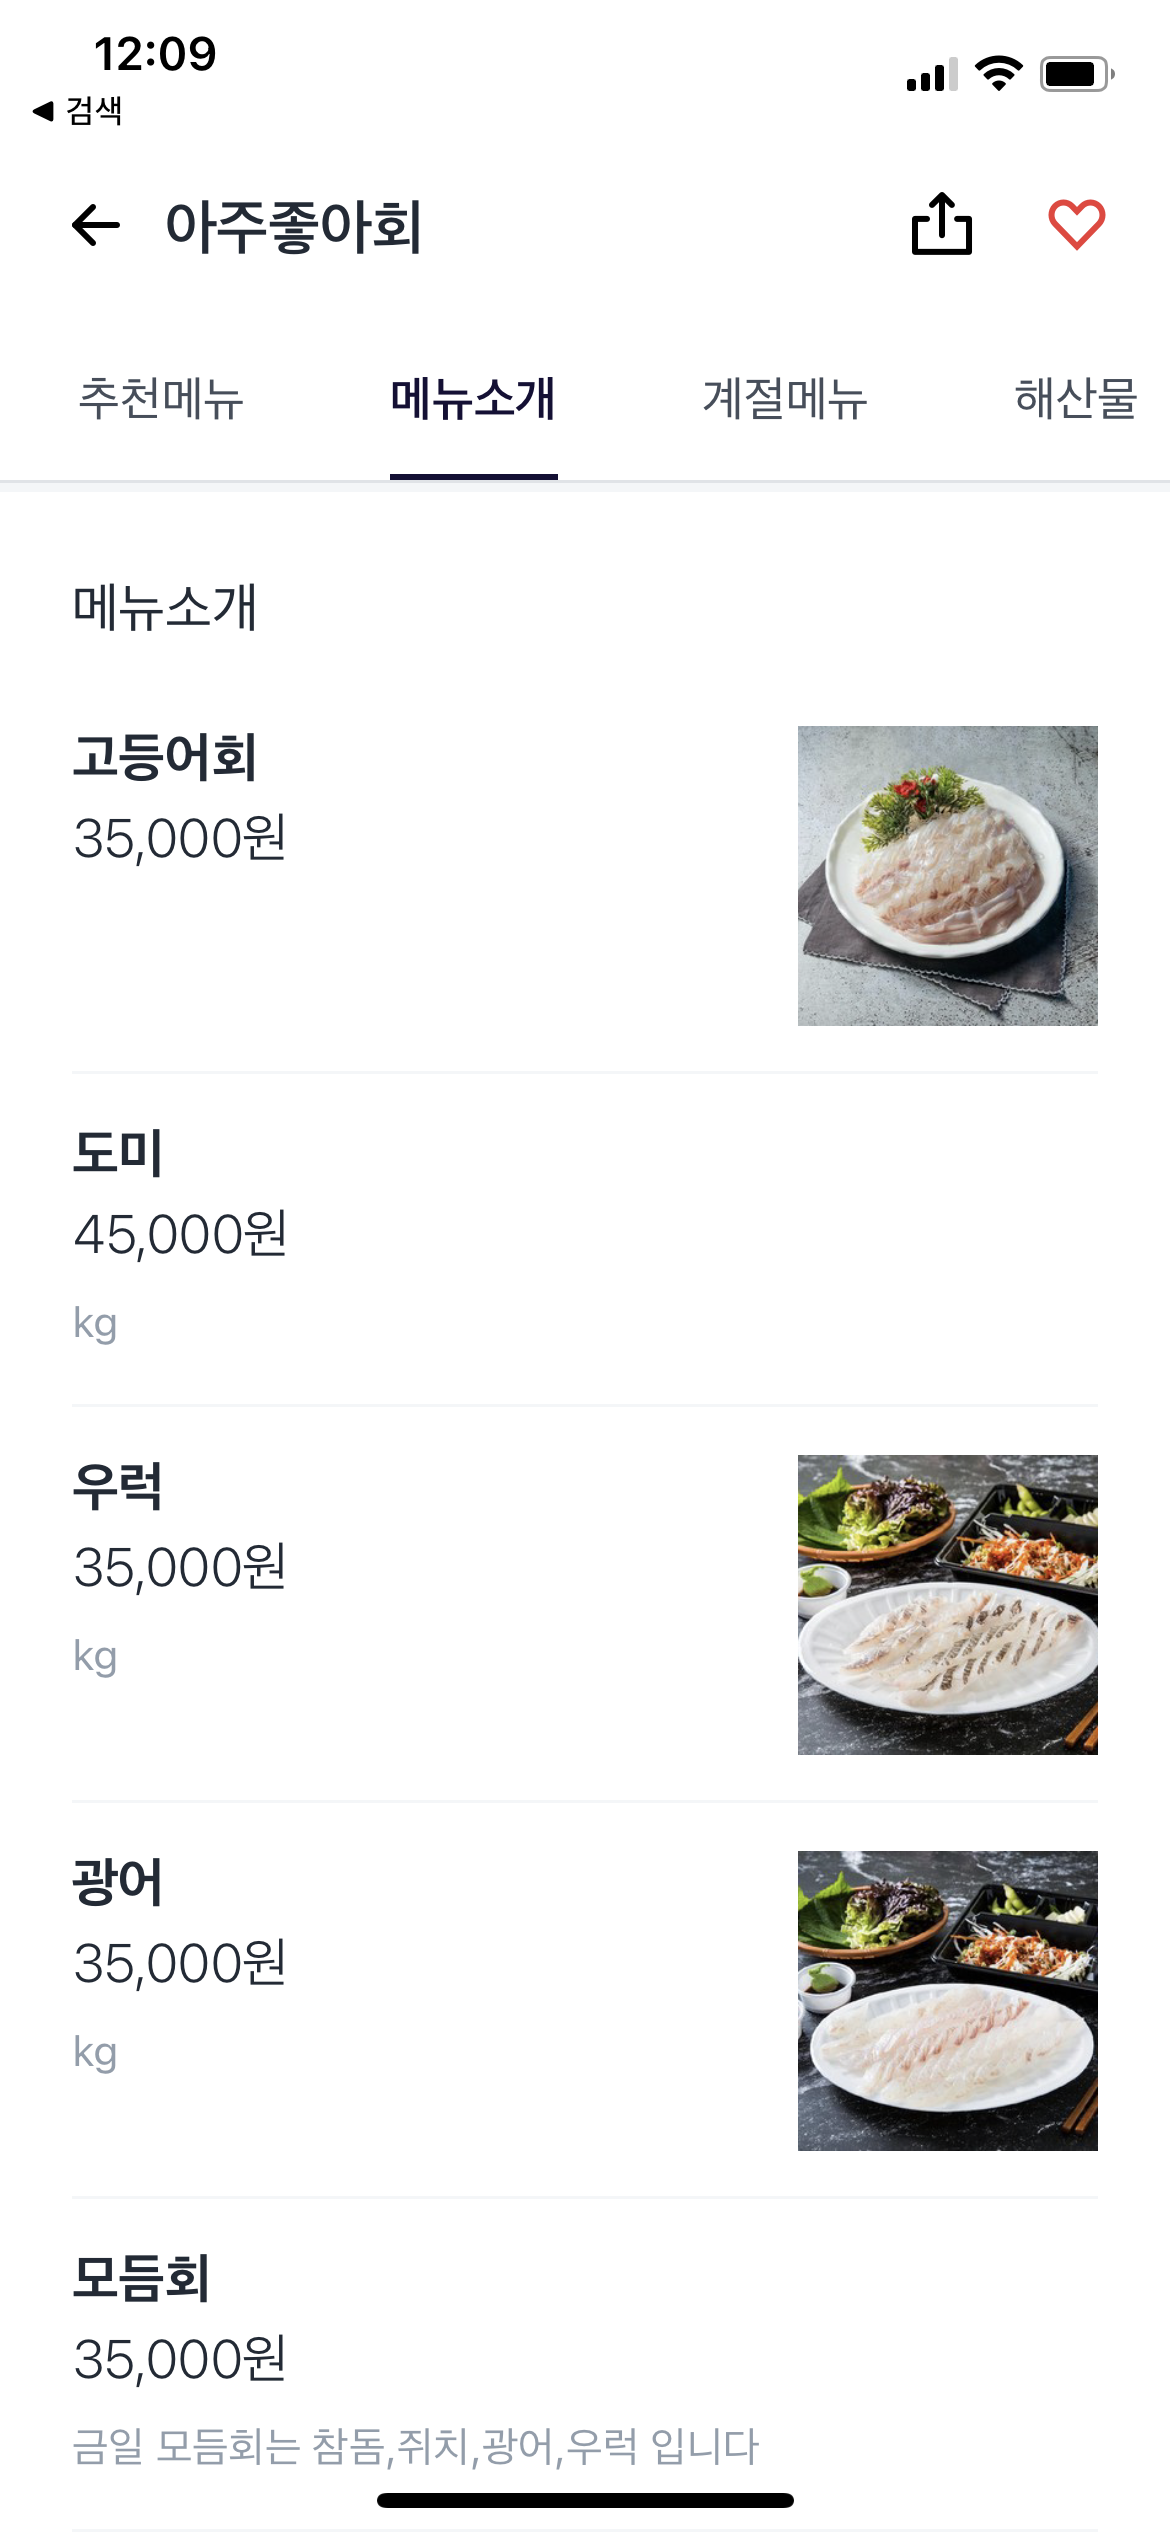 12:09
◀ 검색
아주좋아회
추천메뉴 메뉴소개 계절메뉴 해산물
메뉴소개
고등어회
35,000원
도미
45,000원
kg
우럭
35,000원
kg
광어
35,000원
kg
모듬회
35,000원
금일 모듬회는 참돔,쥐치,광어,우럭 입니다